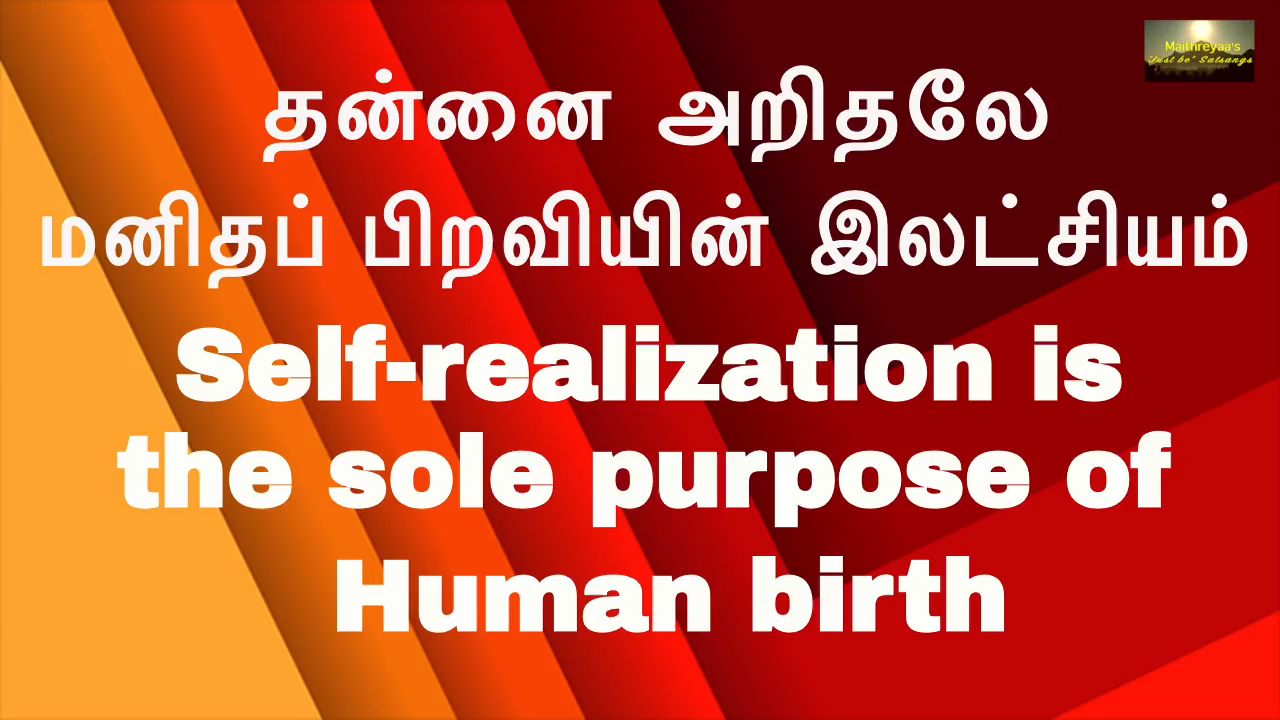 Maithreyaa's
"Just be" Satsangs
தன்னை அறிதலே
மனிதப் பிறவியின் இலட்சியம்
Self-realization is
the sole purpose of
Human birth